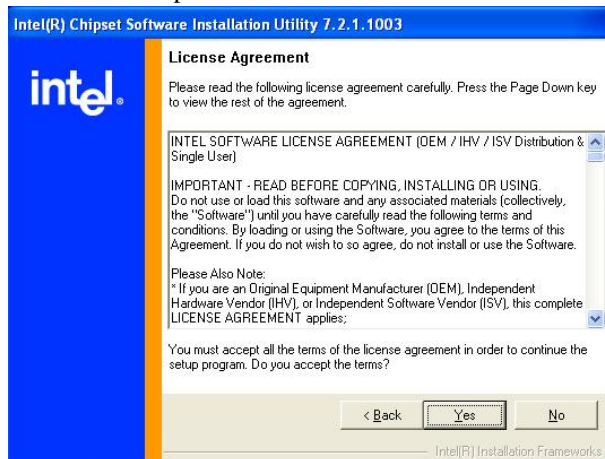 Intel(R) Chipset Software Installation Utility 7.2.1.1003
intel®
License Agreement
Please read the following license agreement carefully. Press the Page Down key
to view the rest of the agreement.
INTEL SOFTWARE LICENSE AGREEMENT (OEM / IHV / ISV Distribution &
Single User)
IMPORTANT - READ BEFORE COPYING, INSTALLING OR USING.
Do not use or load this software and any associated materials (collectively,
the "Software") until you have carefully read the following terms and
conditions. By loading or using the Software, you agree to the terms of this
Agreement. If you do not wish to so agree, do not install or use the Software.
Please Also Note:
* If you are an Original Equipment Manufacturer (OEM), Independent
Hardware Vendor (IHV), or Independent Software Vendor (ISV), this complete
LICENSE AGREEMENT applies;
You must accept all the terms of the license agreement in order to continue the
setup program. Do you accept the terms?
< Back Yes No
Intel(R) Installation Frameworks